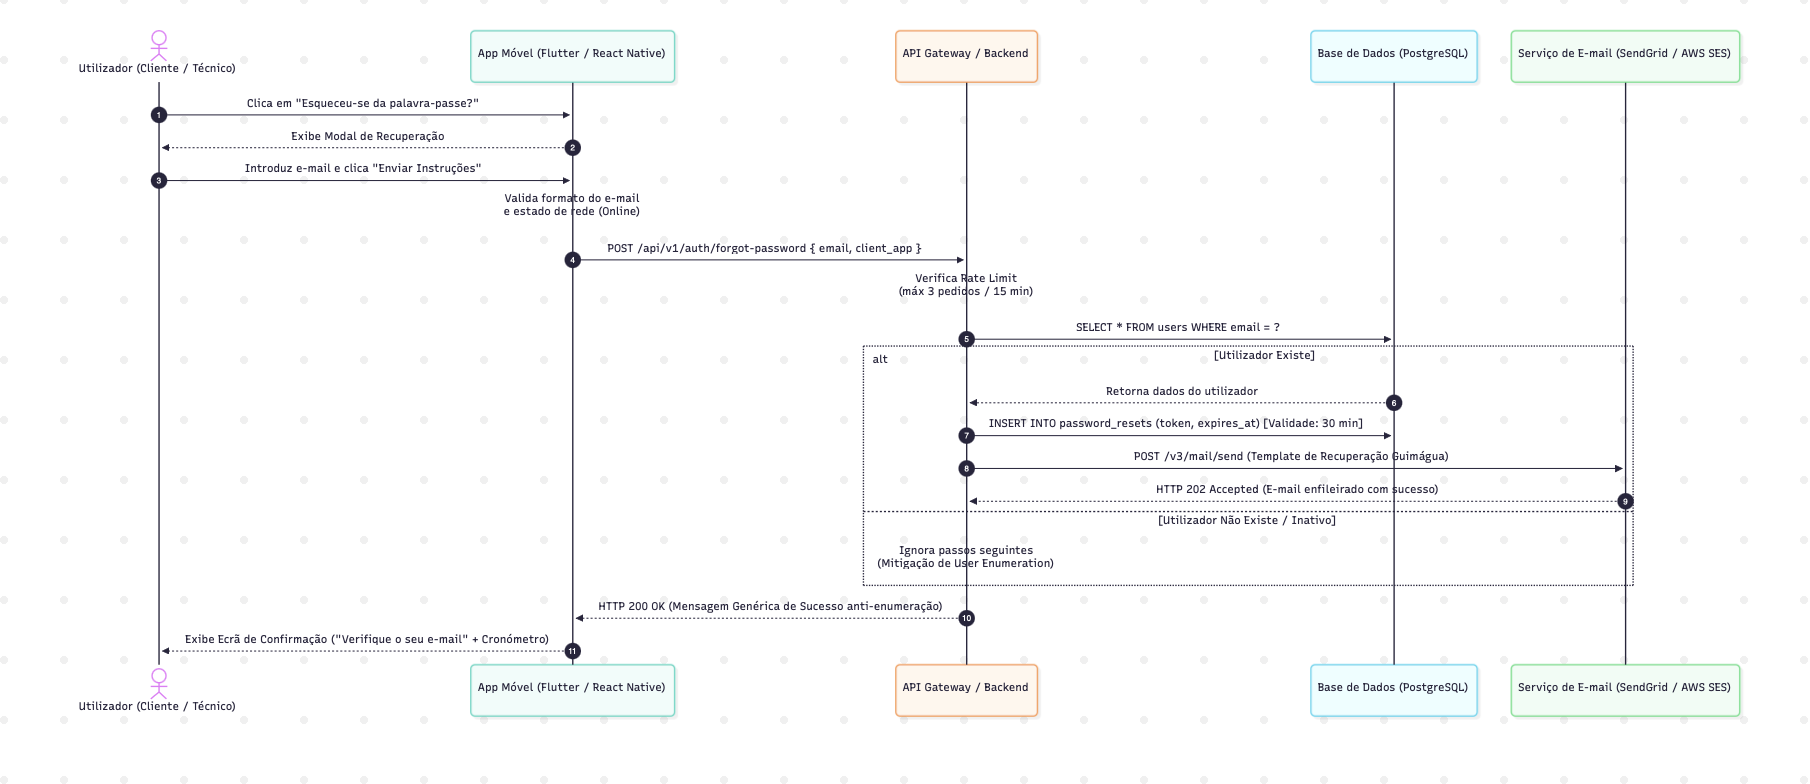 Utilizador (Cliente / Técnico)
App Móvel (Flutter / React Native)
API Gateway / Backend
Base de Dados (PostgreSQL)
Serviço de E-mail (SendGrid / AWS SES)
Clica em "Esqueceu-se da palavra-passe?"
1
Exibe Modal de Recuperação
2
Introduz e-mail e clica "Enviar Instruções"
3
Valida formato do e-mail
e estado de rede (Online)
POST /api/v1/auth/forgot-password { email, client_app }
4
Verifica Rate Limit
(máx 3 pedidos / 15 min)
SELECT * FROM users WHERE email = ?
5
alt
[Utilizador Existe]
Retorna dados do utilizador
6
INSERT INTO password_resets (token, expires_at) [Validade: 30 min]
7
POST /v3/mail/send (Template de Recuperação Guimágua)
8
HTTP 202 Accepted (E-mail enfileirado com sucesso)
9
[Utilizador Não Existe / Inativo]
Ignora passos seguintes
(Mitigação de User Enumeration)
HTTP 200 OK (Mensagem Genérica de Sucesso anti-enumeração)
10
Exibe Ecrã de Confirmação ("Verifique o seu e-mail" + Cronómetro)
11
Utilizador (Cliente / Técnico)
App Móvel (Flutter / React Native)
API Gateway / Backend
Base de Dados (PostgreSQL)
Serviço de E-mail (SendGrid / AWS SES)